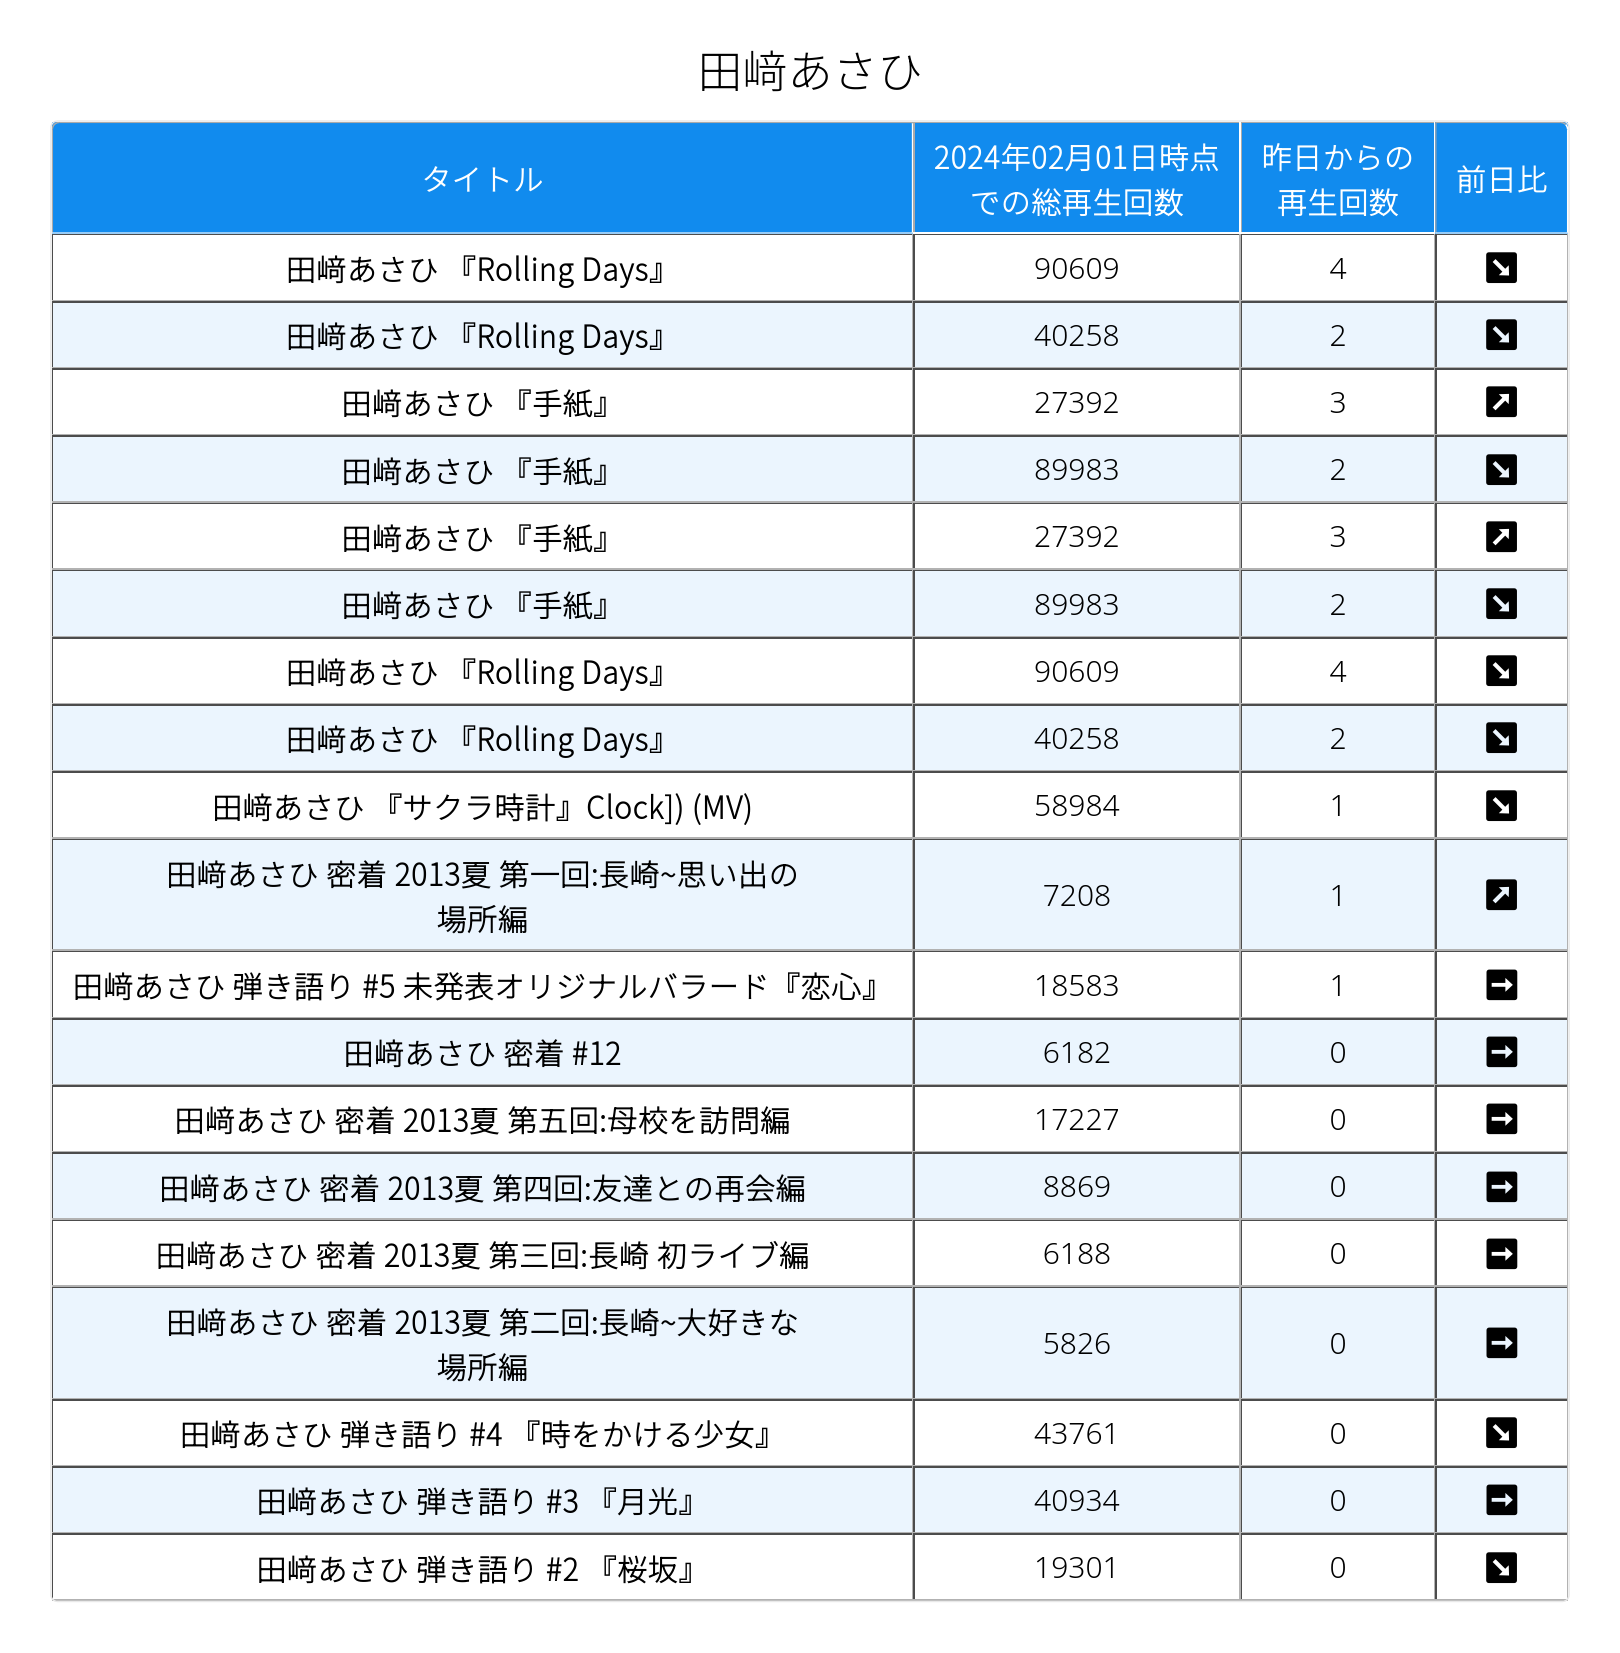 田﨑あさひ
タイトル
2024年02月01日時点
での総再生回数
昨日からの
再生回数
前日比
田﨑あさひ 『Rolling Days』 90609 4 ↘
田﨑あさひ 『Rolling Days』 40258 2 ↘
田﨑あさひ 『手紙』 27392 3 ↗
田﨑あさひ 『手紙』 89983 2 ↘
田﨑あさひ 『手紙』 27392 3 ↗
田﨑あさひ 『手紙』 89983 2 ↘
田﨑あさひ 『Rolling Days』 90609 4 ↘
田﨑あさひ 『Rolling Days』 40258 2 ↘
田﨑あさひ 『サクラ時計』Clock]) (MV) 58984 1 ↘
田﨑あさひ 密着 2013夏 第一回:長崎~思い出の
場所編 7208 1 ↗
田﨑あさひ 弾き語り #5 未発表オリジナルバラード『恋心』 18583 1 ➡
田﨑あさひ 密着 #12 6182 0 ➡
田﨑あさひ 密着 2013夏 第五回:母校を訪問編 17227 0 ➡
田﨑あさひ 密着 2013夏 第四回:友達との再会編 8869 0 ➡
田﨑あさひ 密着 2013夏 第三回:長崎 初ライブ編 6188 0 ➡
田﨑あさひ 密着 2013夏 第二回:長崎~大好きな
場所編 5826 0 ➡
田﨑あさひ 弾き語り #4 『時をかける少女』 43761 0 ↘
田﨑あさひ 弾き語り #3 『月光』 40934 0 ➡
田﨑あさひ 弾き語り #2 『桜坂』 19301 0 ↘